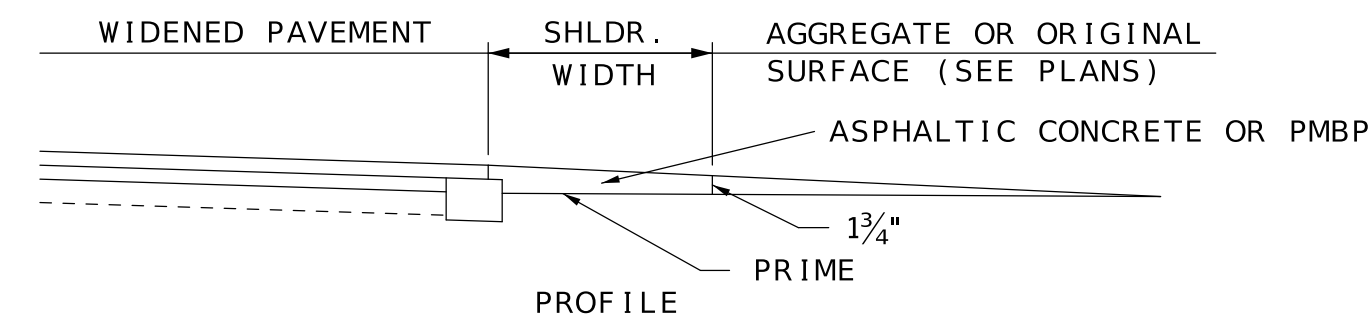 WIDENED PAVEMENT
SHLDR.
WIDTH
AGGREGATE OR ORIGINAL
SURFACE (SEE PLANS)
ASPHALTIC CONCRETE OR PMBP
1¾"
PRIME
PROFILE